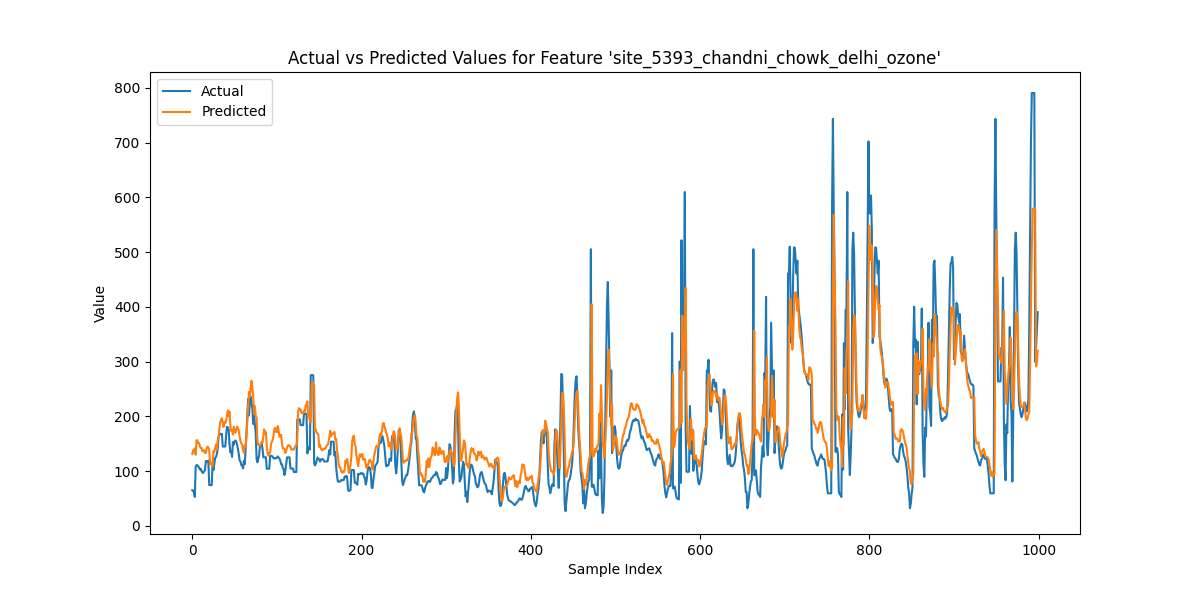 Actual vs Predicted Values for Feature 'site_5393_chandni_chowk_delhi_ozone'
Actual
Predicted
800
700
600
500
400
300
200
100
0
Value
0 200 400 600 800 1000
Sample Index